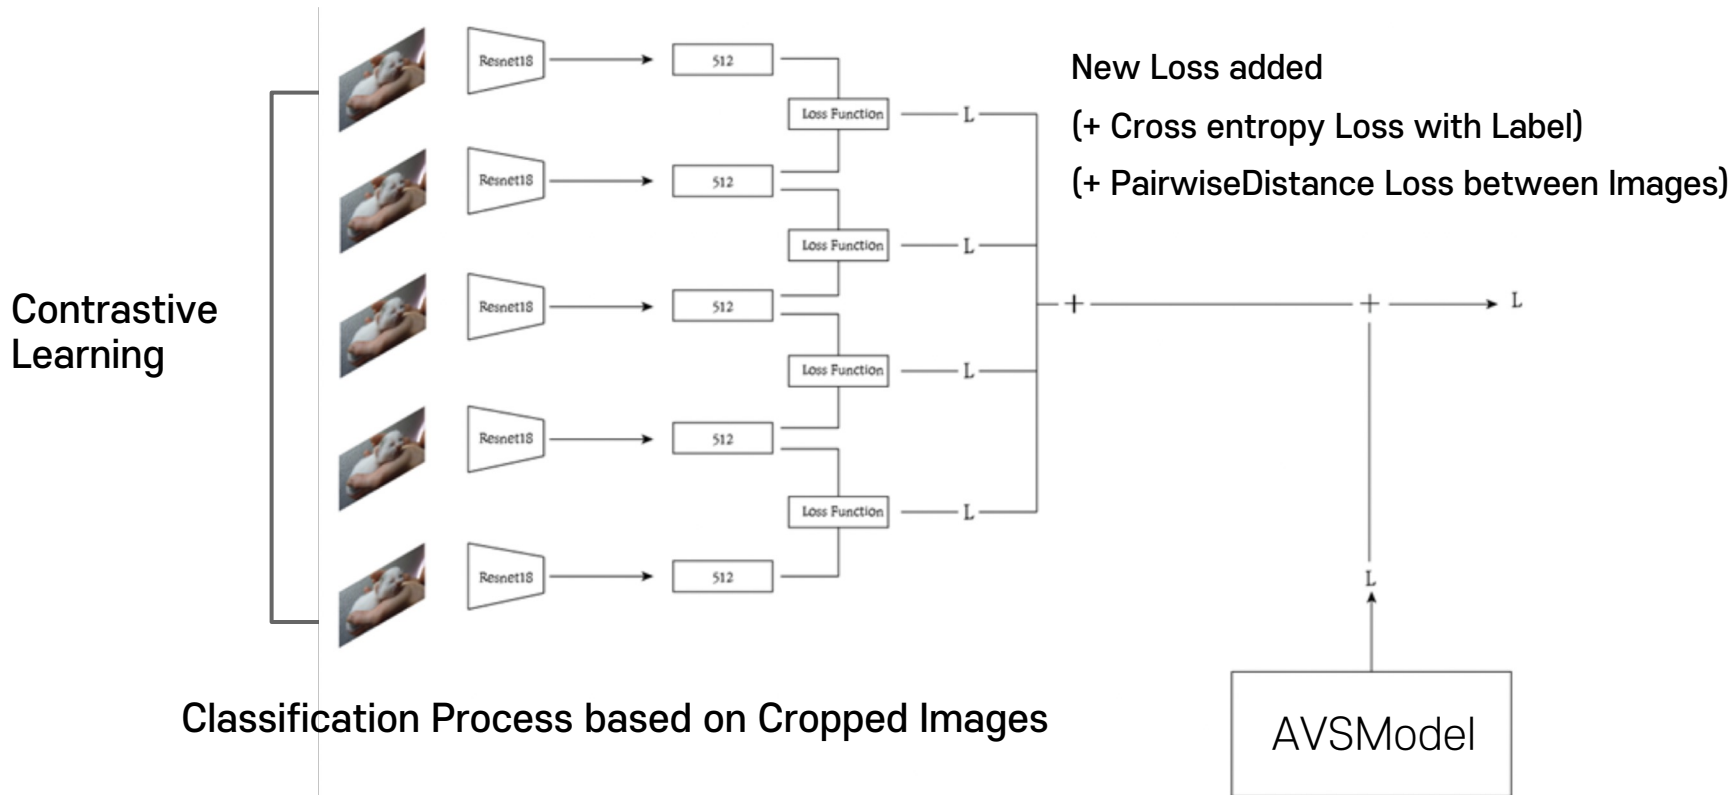 Resnet18
512
New Loss added
Loss Function
L
(+ Cross entropy Loss with Label)
Resnet18
512
(+ PairwiseDistance Loss between Images)
Loss Function
L
Contrastive
Learning
Resnet18
512
+
+
L
Loss Function
L
Resnet18
512
Loss Function
L
Resnet18
512
L
Classification Process based on Cropped Images
AVSModel